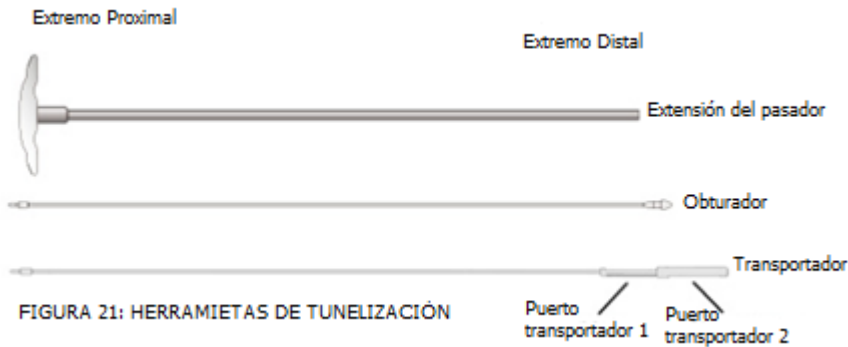 Extremo Proximal
Extremo Distal
Extensión del pasador
Obturador
Transportador
FIGURA 21: HERRAMIETAS DE TUNELIZACIÓN
Puerto
transportador 1
Puerto
transportador 2